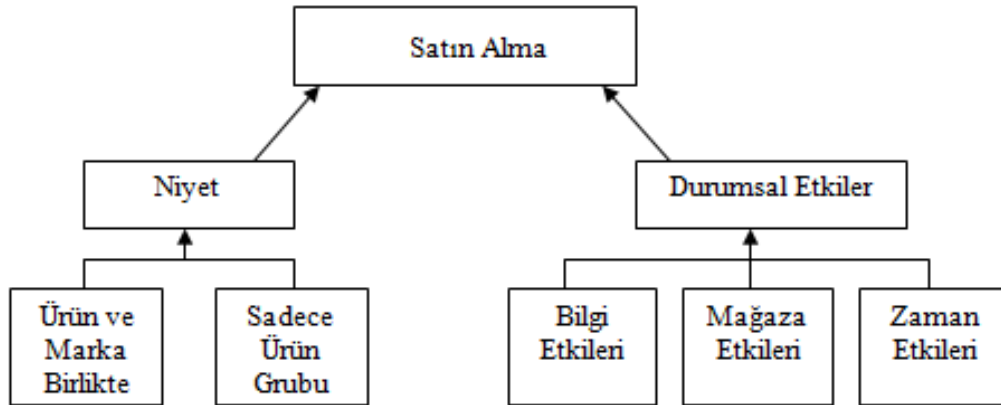 Satın Alma
Niyet
Durumsal Etkiler
Ürün ve
Marka
Birlikte
Sadece
Ürün
Grubu
Bilgi
Etkileri
Mağaza
Etkileri
Zaman
Etkileri